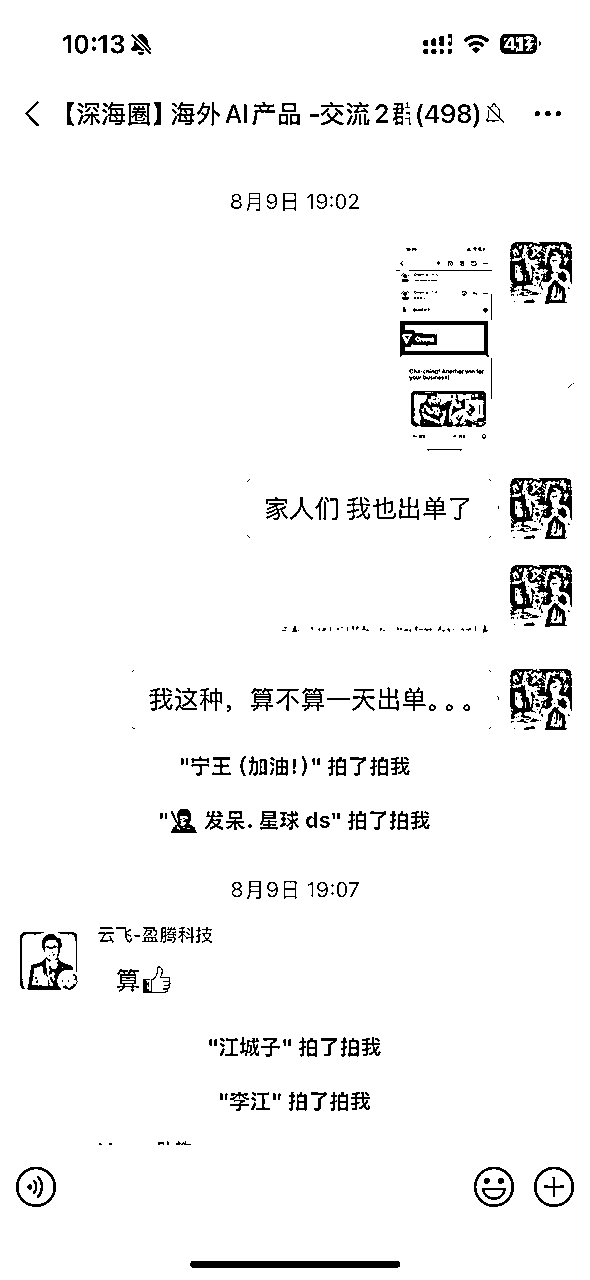 10:13
41
【深海圈】海外AI产品 -交流2群(498)
8月9日 19:02
Cha-ching! Another win for
your business!
家人们 我也出单了
我这种，算不算一天出单。。。
"宁王 (加油!)" 拍了拍我
" 发呆. 星球 ds" 拍了拍我
8月9日 19:07
云飞-盈腾科技
算👍
"江城子" 拍了拍我
"李江" 拍了拍我